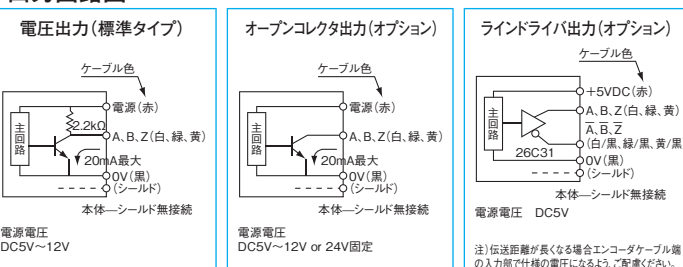 電圧出力(標準タイプ)
ケーブル色
主回路
2.2kΩ
電源(赤)
A、B、Z(白、緑、黄)
20mA最大
0V(黒)
(シールド)
本体―シールド無接続
電源電圧
DC5V～12V
オープンコレクタ出力(オプション)
ケーブル色
主回路
電源(赤)
A、B、Z(白、緑、黄)
20mA最大
0V(黒)
(シールド)
本体―シールド無接続
電源電圧
DC5V～12V or 24V固定
ラインドライバ出力(オプション)
ケーブル色
主回路
26C31
+5VDC(赤)
A、B、Z(白、緑、黄)
A、B、Z
(白/黒、緑/黒、黄/黒
0V(黒)
(シールド)
本体―シールド無接続
電源電圧 DC5V
注)伝送距離が長くなる場合エンコーダケーブル端
の入力部で仕様の電圧になるよう、ご配慮ください。